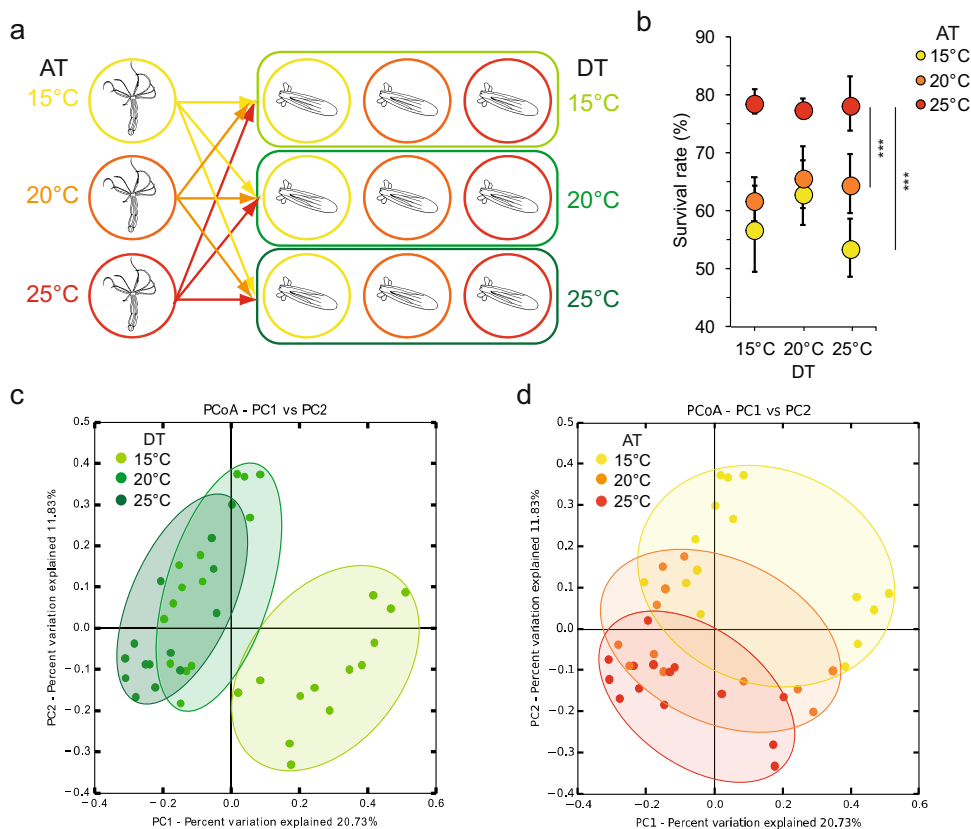 a
AT
DT
15°C
15°C
20°C
20°C
25°C
25°C
b
AT
15°C
20°C
25°C
90
80
70
60
50
40
Survival rate (%)
***
***
15°C 20°C 25°C
DT
c
PCoA - PC1 vs PC2
DT
15°C
20°C
25°C
0.5
0.4
0.3
0.2
0.1
0.0
−0.1
−0.2
−0.3
−0.4
PC2 - Percent variation explained 11.83%
−0.4 −0.2 0.0 0.2 0.4 0.6
PC1 - Percent variation explained 20.73%
d
PCoA - PC1 vs PC2
AT
15°C
20°C
25°C
0.5
0.4
0.3
0.2
0.1
0.0
−0.1
−0.2
−0.3
−0.4
PC2 - Percent variation explained 11.83%
−0.4 −0.2 0.0 0.2 0.4 0.6
PC1 - Percent variation explained 20.73%